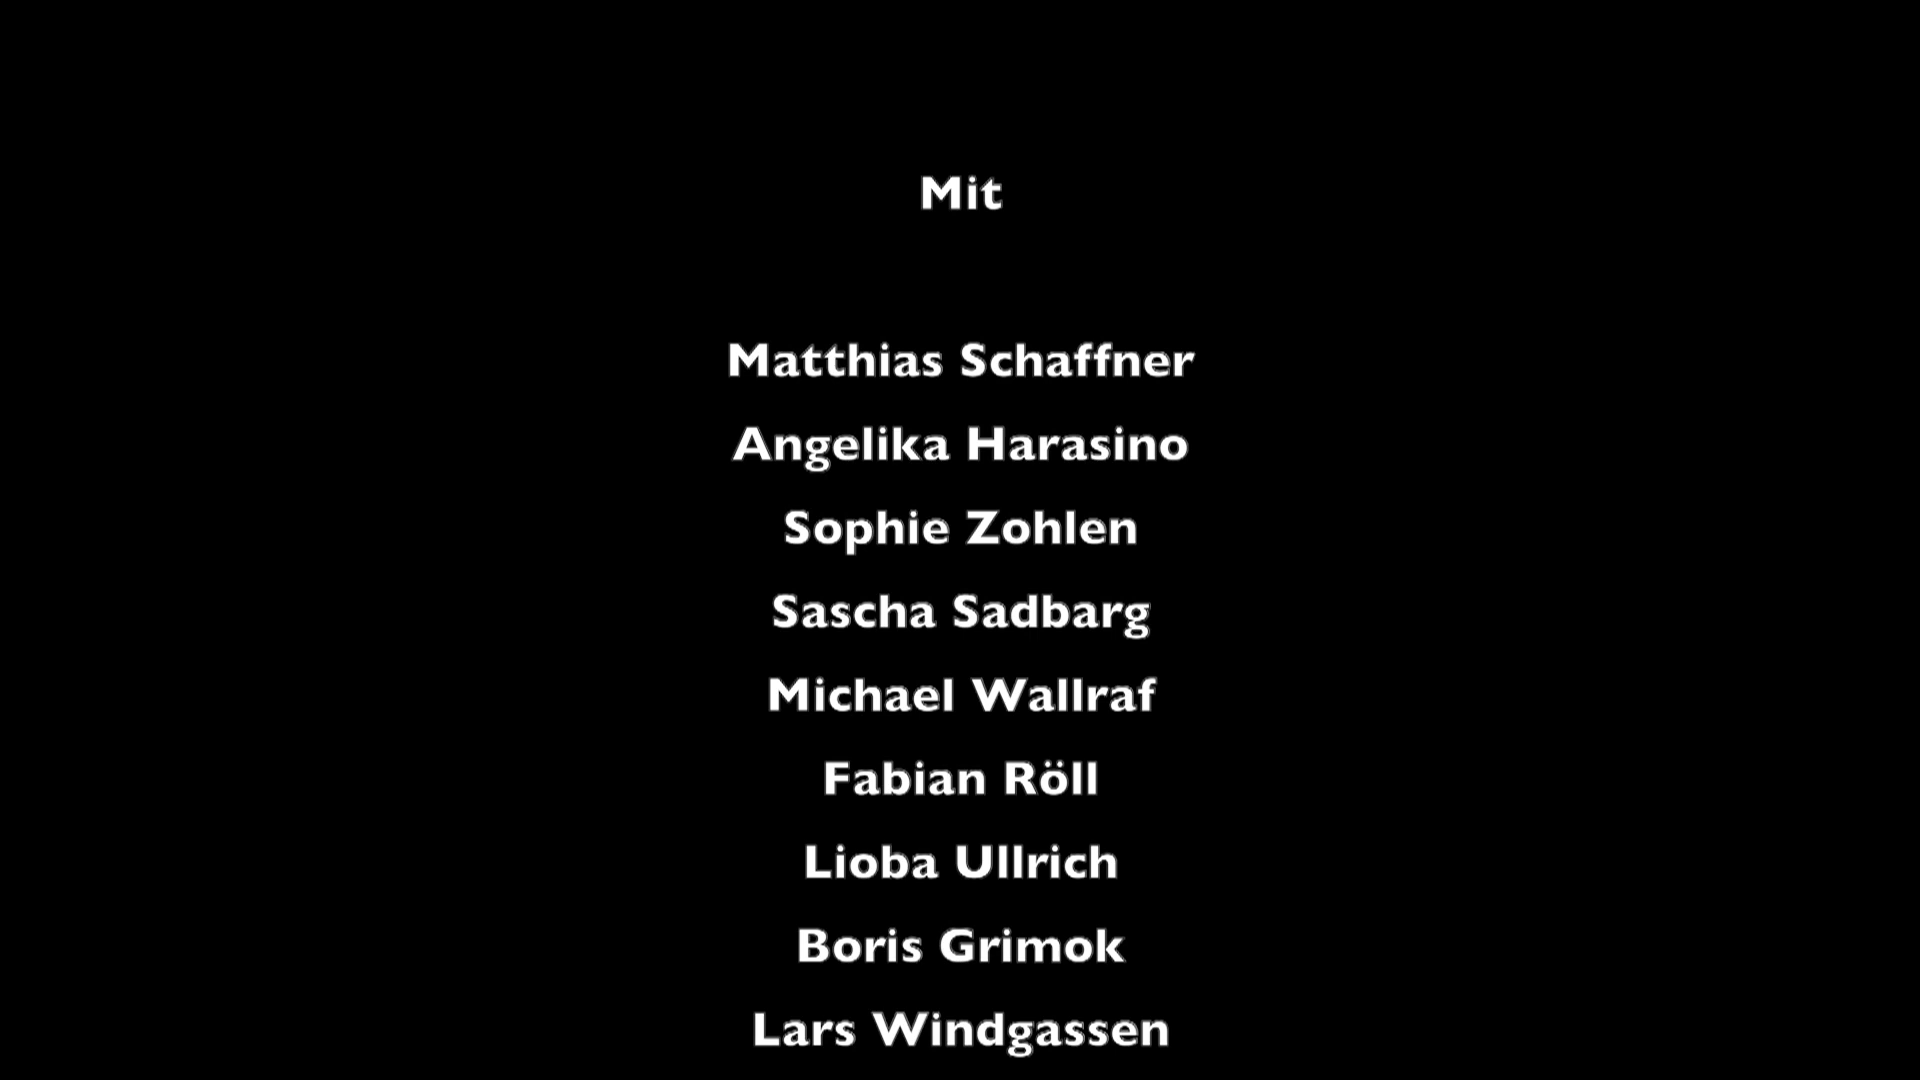 Mit
Matthias Schaffner
Angelika Harasino
Sophie Zohlen
Sascha Sadbarg
Michael Wallraf
Fabian Röll
Lioba Ullrich
Boris Grimok
Lars Windgassen